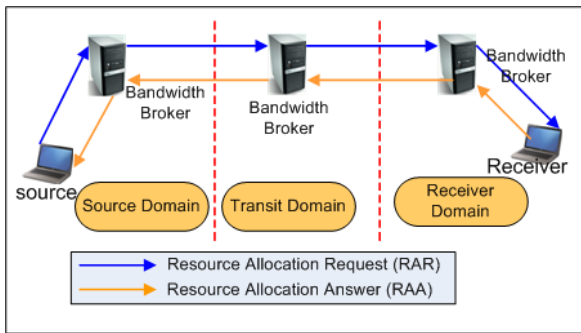 Bandwidth
Broker
Bandwidth
Broker
Bandwidth
Broker
source
Receiver
Source Domain
Transit Domain
Receiver
Domain
Resource Allocation Request (RAR)
Resource Allocation Answer (RAA)